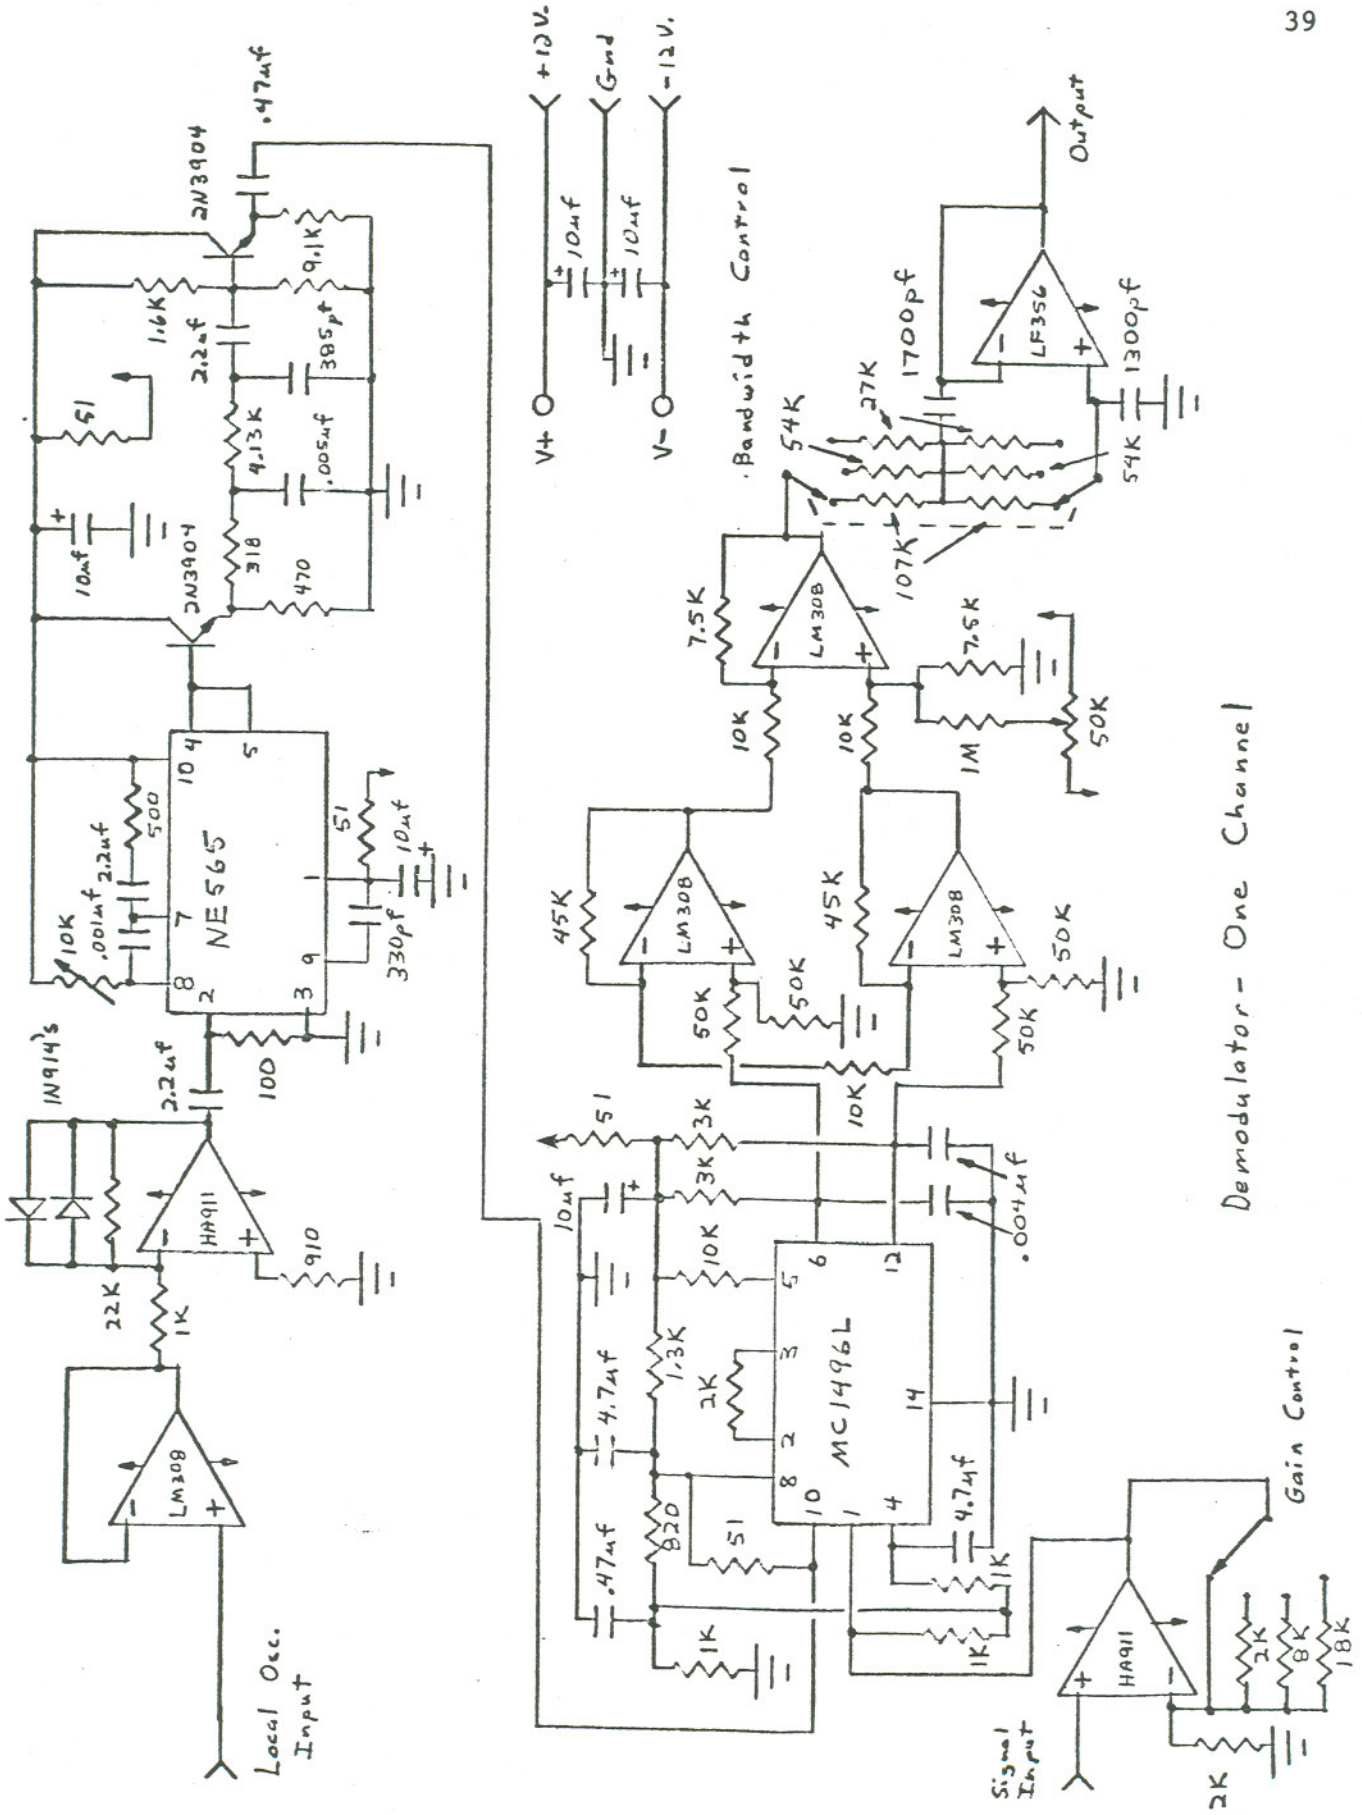 39
Local Osc.
Input
LM308
-
+
1K
22K
1N914's
HA911
-
+
910
2.2uf
100
10K
.001uf
2.2uf
500
NE565
8
7
10
2
3
9
1
4
5
330pf
51
10uf
+
2N3904
10uf
+
51
318
470
4.13K
.005uf
2.2uf
385pf
1.6K
9.1K
2N3904
.47uf
V+
+12V.
10uf
+
Gnd
10uf
+
V-
-12V.
.47uf
4.7uf
10uf
+
51
1K
820
1.3K
10K
3K
3K
51
2K
MC1496L
10
8
2
3
5
6
12
1
4
14
4.7uf
1K
1K
.004uf
Signal
Input
HA911
+
-
2K
2K
8K
18K
Gain Control
50K
50K
45K
LM308
-
+
10K
45K
LM308
-
+
50K
50K
10K
10K
7.5K
LM308
-
+
7.5K
1M
50K
Bandwidth Control
54K
27K
107K
54K
1700pf
LF356
-
+
1300pf
Output
Demodulator - One Channel